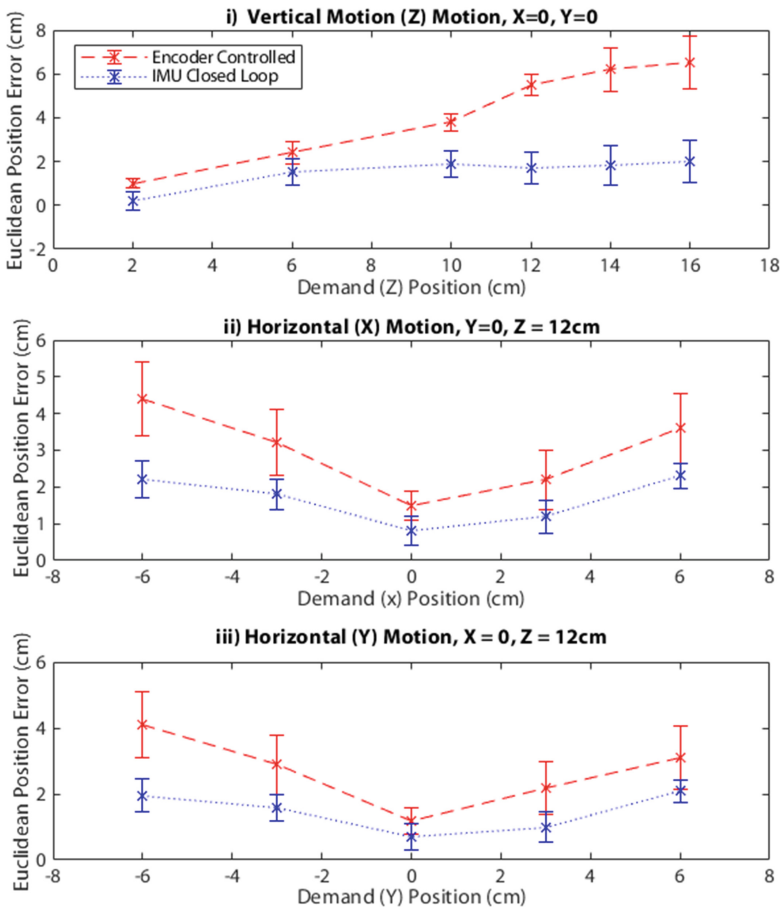 i) Vertical Motion (Z) Motion, X=0, Y=0
Euclidean Position Error (cm)
8
6
4
2
0
-2
Encoder Controlled
IMU Closed Loop
0 2 4 6 8 10 12 14 16 18
Demand (Z) Position (cm)
ii) Horizontal (X) Motion, Y=0, Z = 12cm
Euclidean Position Error (cm)
6
5
4
3
2
1
0
-8 -6 -4 -2 0 2 4 6 8
Demand (x) Position (cm)
iii) Horizontal (Y) Motion, X = 0, Z = 12cm
Euclidean Position Error (cm)
6
4
2
0
-8 -6 -4 -2 0 2 4 6 8
Demand (Y) Position (cm)